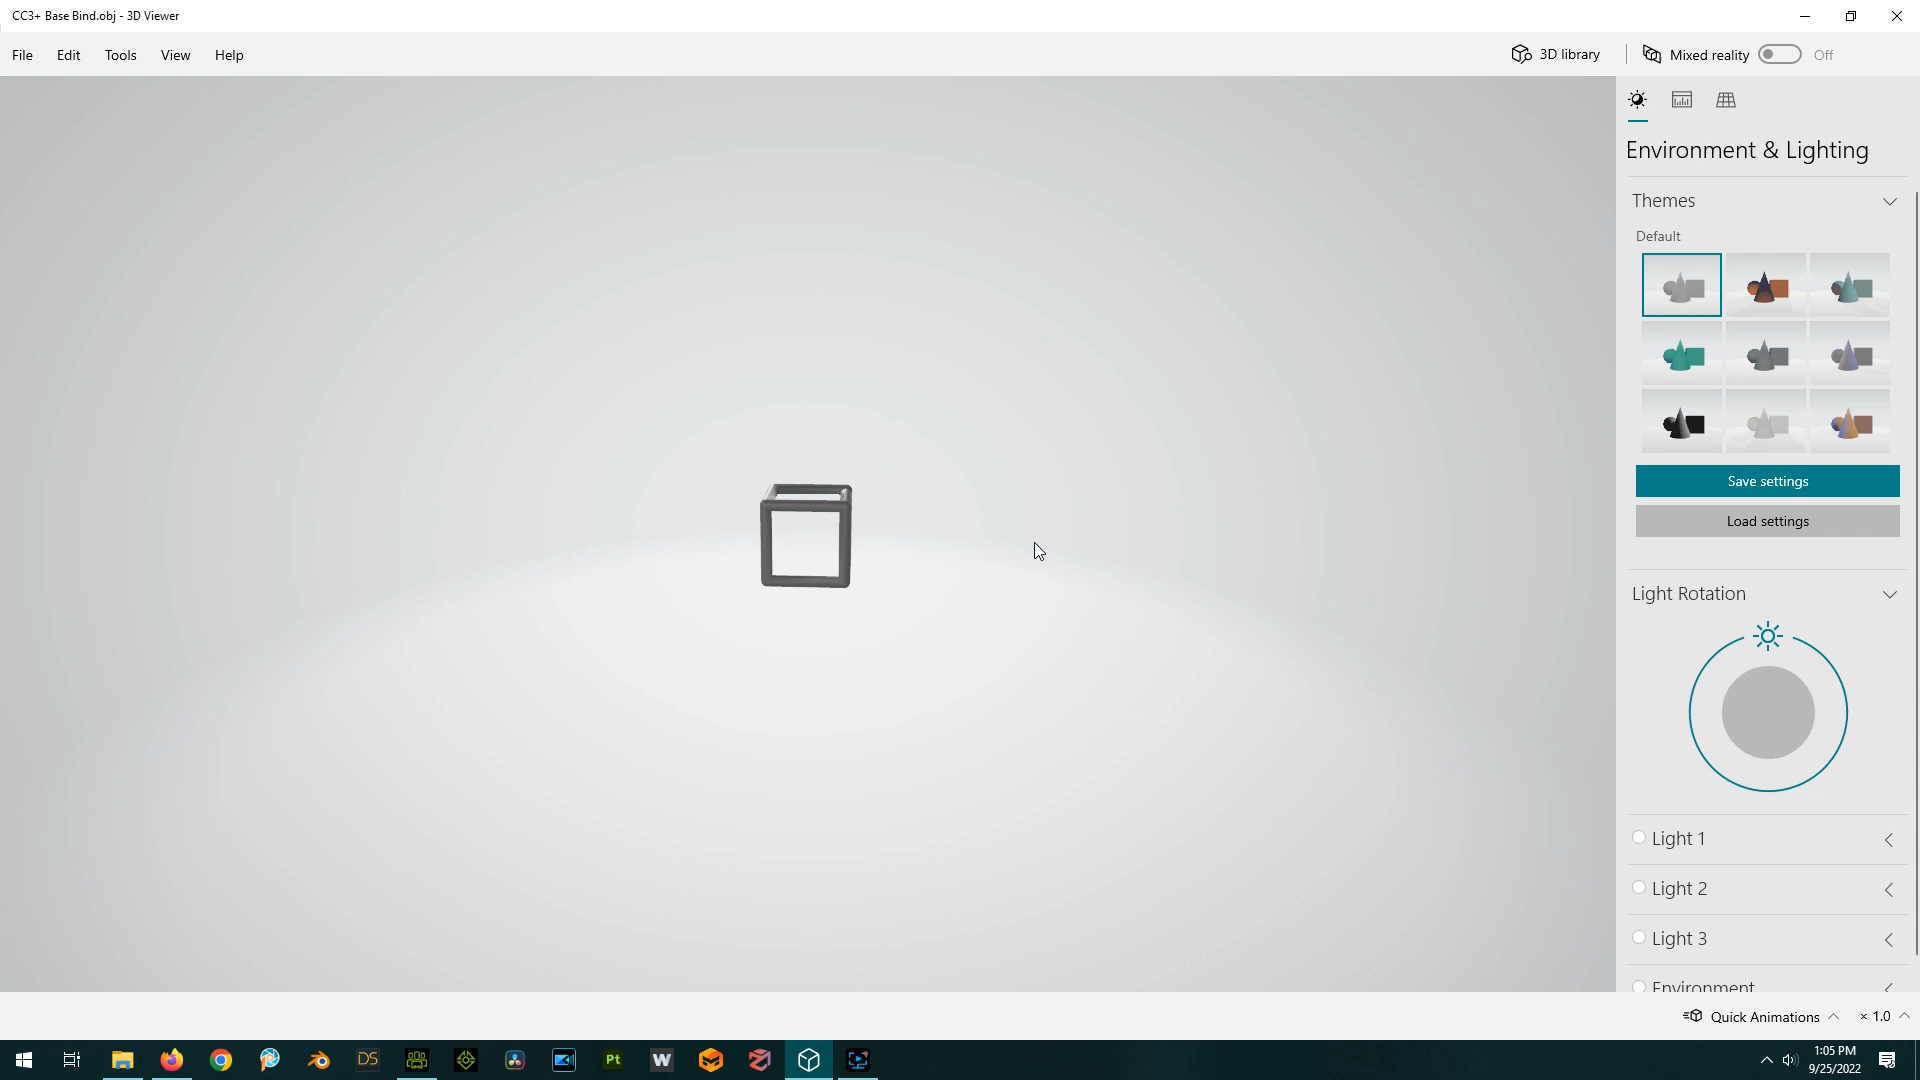 CC3+ Base Bind.obj - 3D Viewer
File Edit Tools View Help 3D library Mixed reality Off
Environment & Lighting
Themes
Default
Save settings
Load settings
Light Rotation
Light 1
Light 2
Light 3
Environment
Quick Animations × 1.0
DS Pt W
1:05 PM
9/25/2022